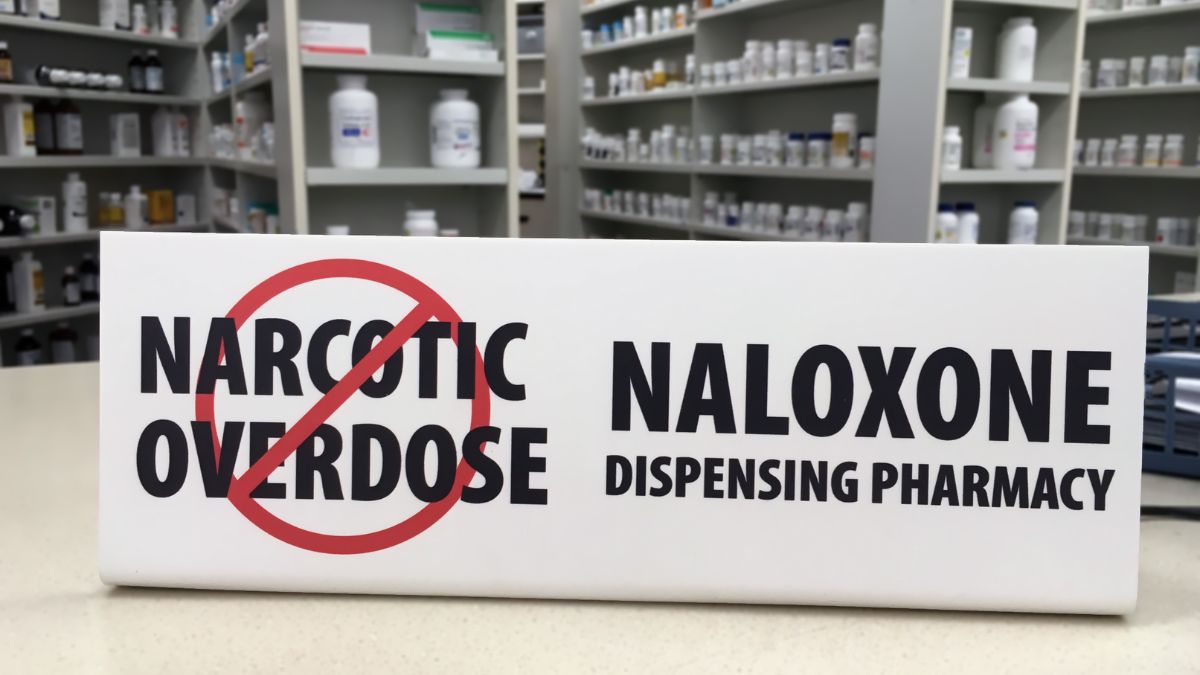 NARCOTIC
OVERDOSE
NALOXONE
DISPENSING PHARMACY